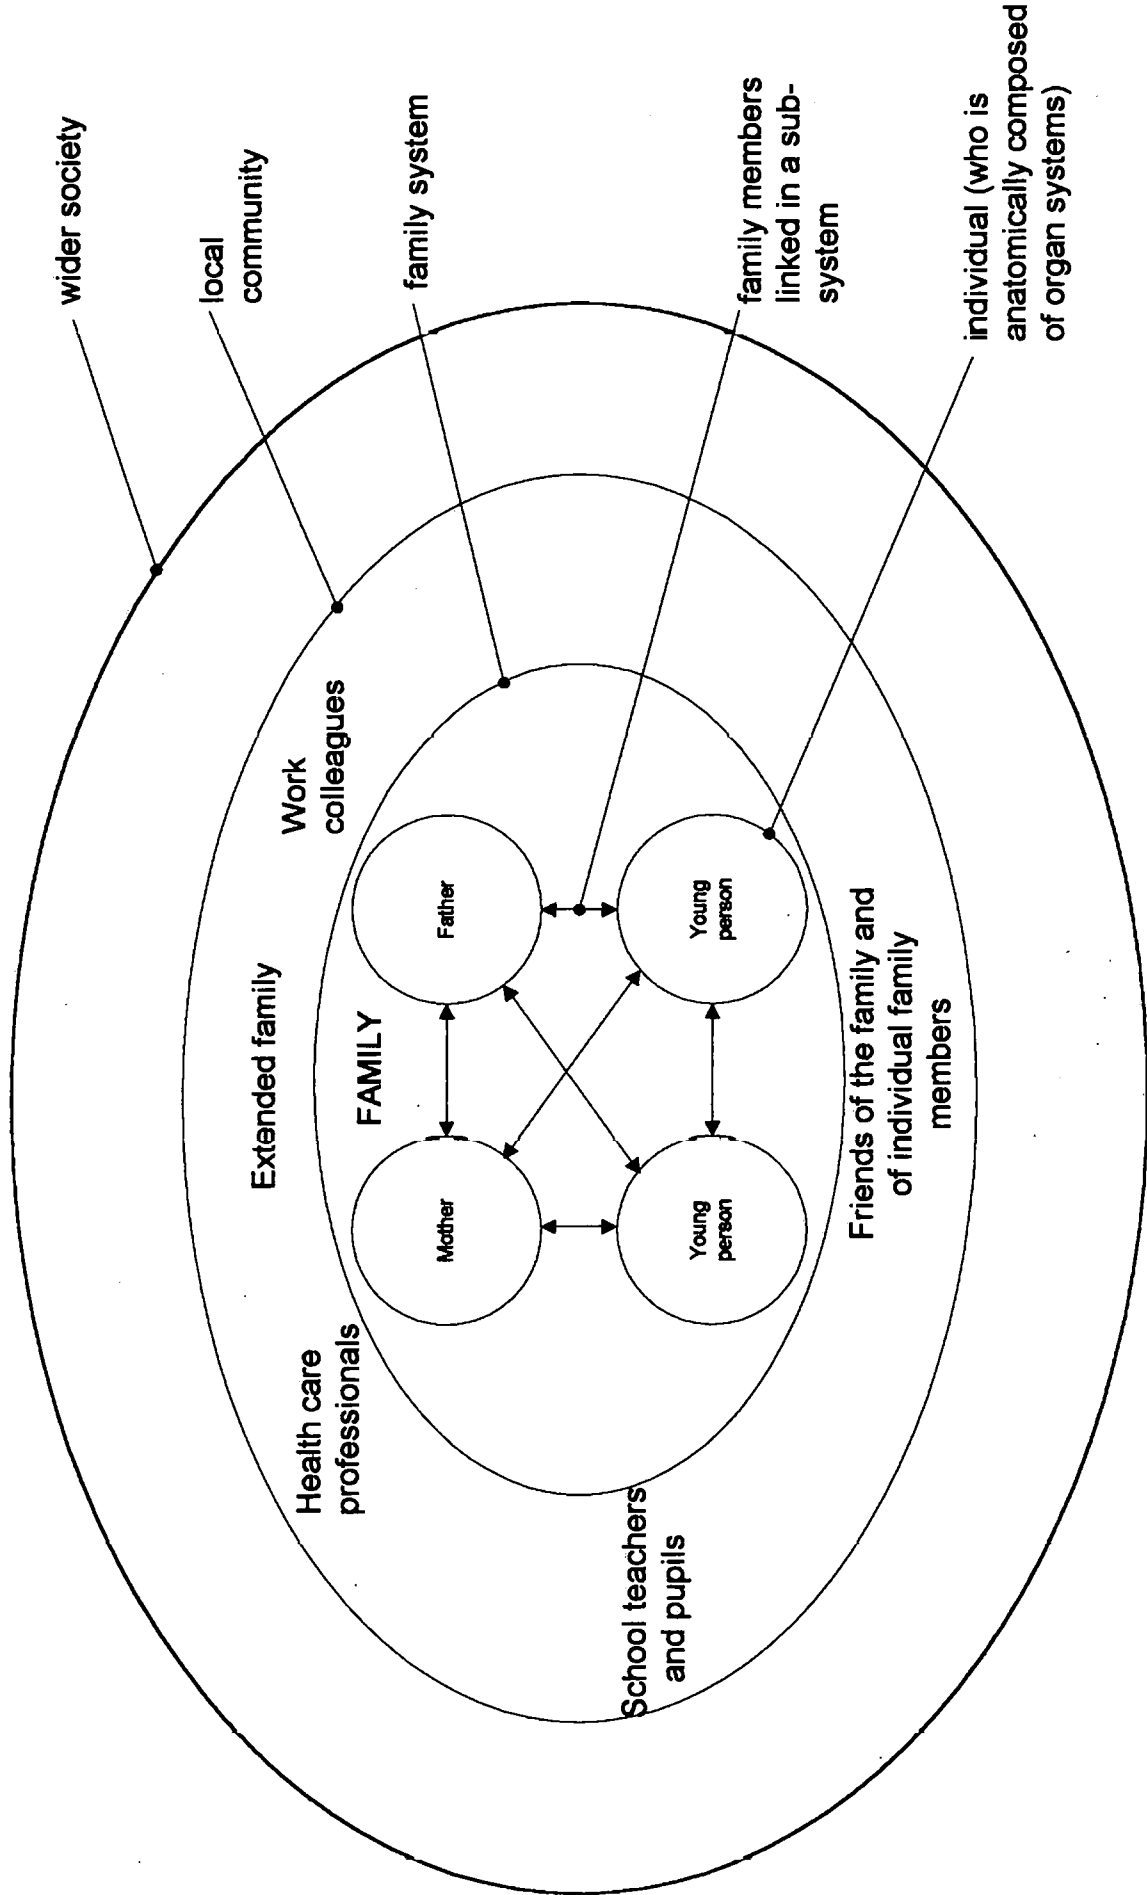 wider society
local
community
family system
family members
linked in a sub-
system
individual (who is
anatomically composed
of organ systems)
Work
colleagues
Extended family
Health care
professionals
FAMILY
Mother
Father
Young
person
Young
person
School teachers
and pupils
Friends of the family and
of individual family
members